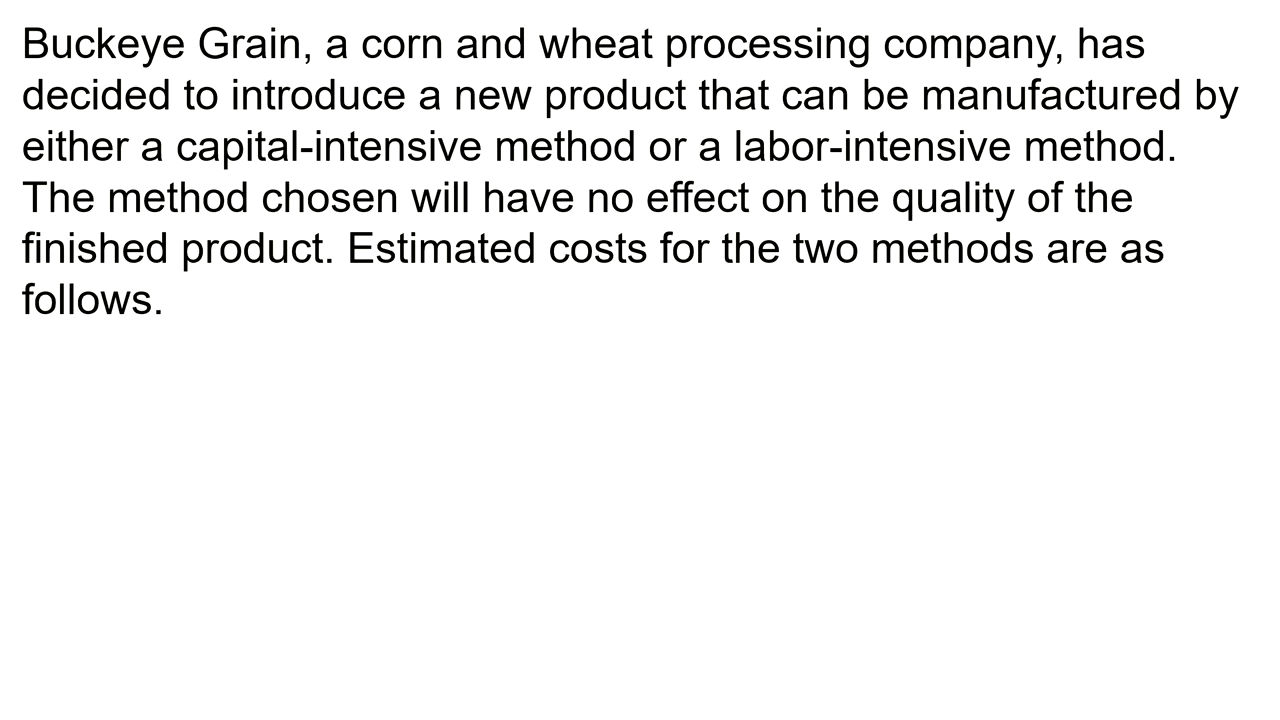 Buckeye Grain, a corn and wheat processing company, has
decided to introduce a new product that can be manufactured by
either a capital-intensive method or a labor-intensive method.
The method chosen will have no effect on the quality of the
finished product. Estimated costs for the two methods are as
follows.